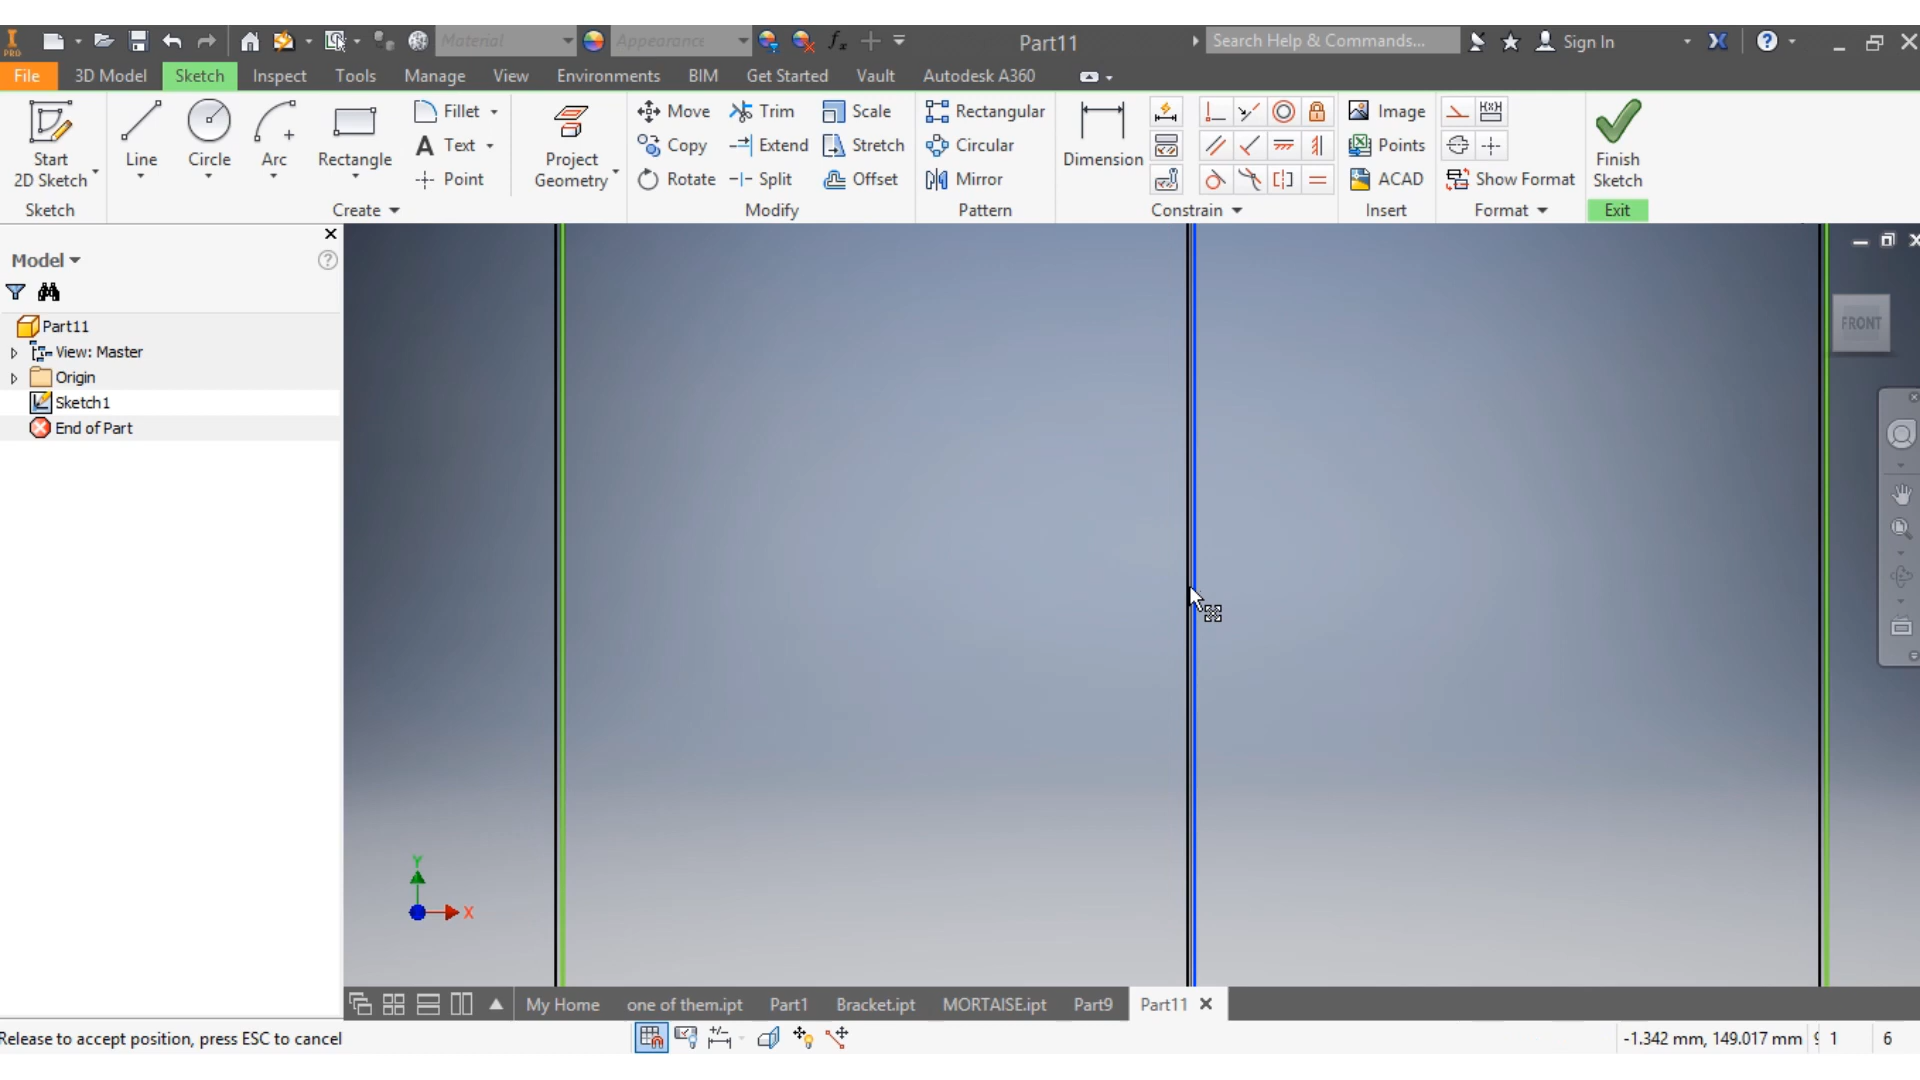 PRO
Material
Appearance
Part11
Search Help & Commands...
Sign In
File
3D Model
Sketch
Inspect
Tools
Manage
View
Environments
BIM
Get Started
Vault
Autodesk A360
Start
2D Sketch
Line
Circle
Arc
Rectangle
Fillet
Text
Point
Project
Geometry
Move
Copy
Rotate
Trim
Extend
Split
Scale
Stretch
Offset
Rectangular
Circular
Mirror
Dimension
Image
Points
ACAD
Show Format
Finish
Sketch
Sketch
Create
Modify
Pattern
Constrain
Insert
Format
Exit
Model
Part11
View: Master
Origin
Sketch1
End of Part
FRONT
Y
X
My Home
one of them.ipt
Part1
Bracket.ipt
MORTAISE.ipt
Part9
Part11
Release to accept position, press ESC to cancel
-1.342 mm, 149.017 mm
1
6